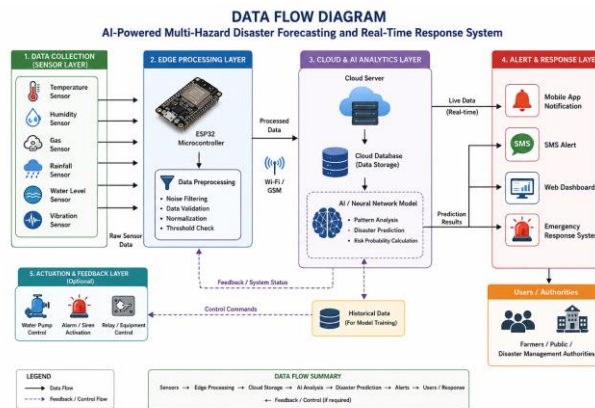 DATA FLOW DIAGRAM
AI-Powered Multi-Hazard Disaster Forecasting and Real-Time Response System
1. DATA COLLECTION
(SENSOR LAYER)
Temperature
Sensor
Humidity
Sensor
Gas
Sensor
Rainfall
Sensor
Water Level
Sensor
Vibration
Sensor
Raw Sensor
Data
2. EDGE PROCESSING LAYER
ESP32
Microcontroller
Data Preprocessing
• Noise Filtering
• Data Validation
• Normalization
• Threshold Check
Processed
Data
Wi-Fi /
GSM
3. CLOUD & AI ANALYTICS LAYER
Cloud Server
Cloud Database
(Data Storage)
AI / Neural Network Model
• Pattern Analysis
• Disaster Prediction
• Risk Probability Calculation
Live Data
(Real-time)
Prediction
Results
4. ALERT & RESPONSE LAYER
Mobile App
Notification
SMS
SMS Alert
Web Dashboard
Emergency
Response System
Feedback / System Status
5. ACTUATION & FEEDBACK LAYER
(Optional)
Water Pump
Control
Alarm / Siren
Activation
Relay / Equipment
Control
Control Commands
Historical Data
(For Model Training)
Users / Authorities
Farmers / Public /
Disaster Management Authorities
LEGEND
Data Flow
Feedback / Control Flow
DATA FLOW SUMMARY
Sensors → Edge Processing → Cloud Storage → AI Analysis → Disaster Prediction → Alerts → Users / Response
← Feedback / Control (if required)